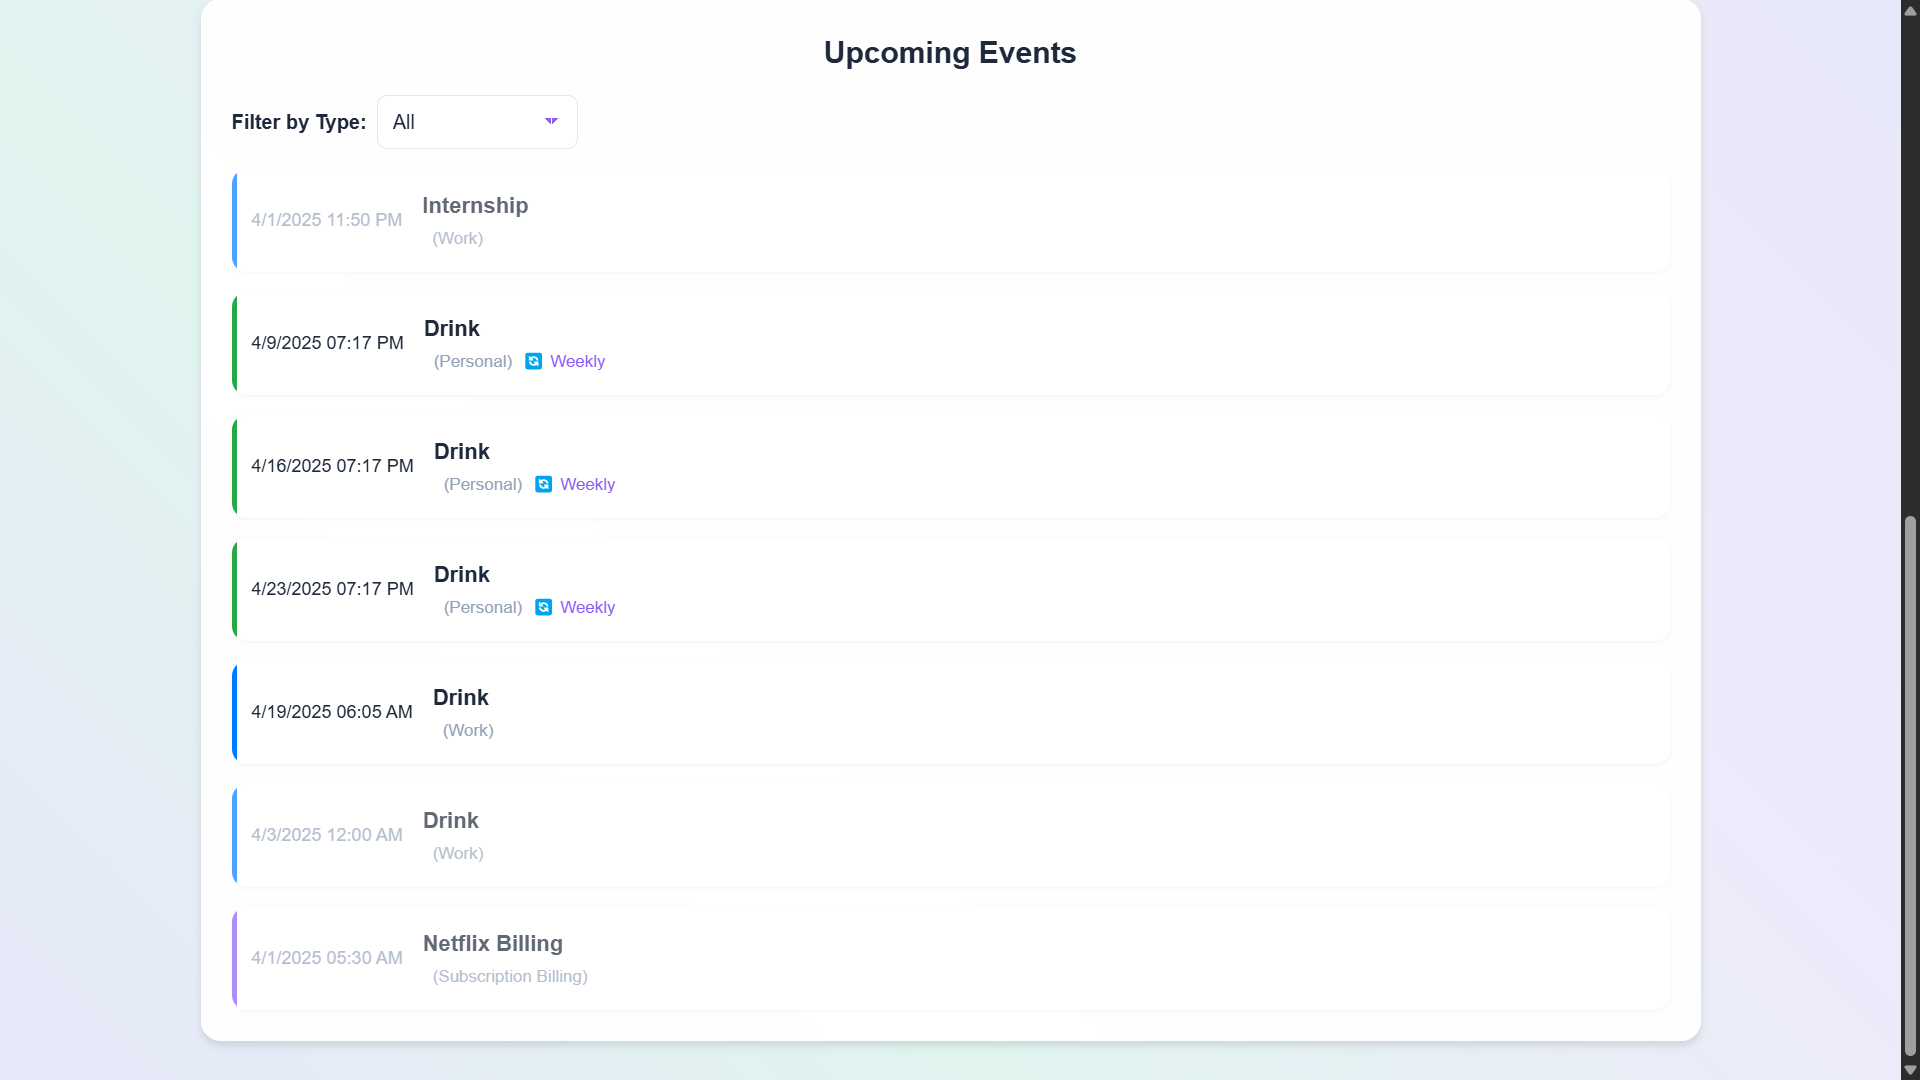 Upcoming Events
Filter by Type: All
4/1/2025 11:50 PM
Internship
(Work)
4/9/2025 07:17 PM
Drink
(Personal) Weekly
4/16/2025 07:17 PM
Drink
(Personal) Weekly
4/23/2025 07:17 PM
Drink
(Personal) Weekly
4/19/2025 06:05 AM
Drink
(Work)
4/3/2025 12:00 AM
Drink
(Work)
4/1/2025 05:30 AM
Netflix Billing
(Subscription Billing)